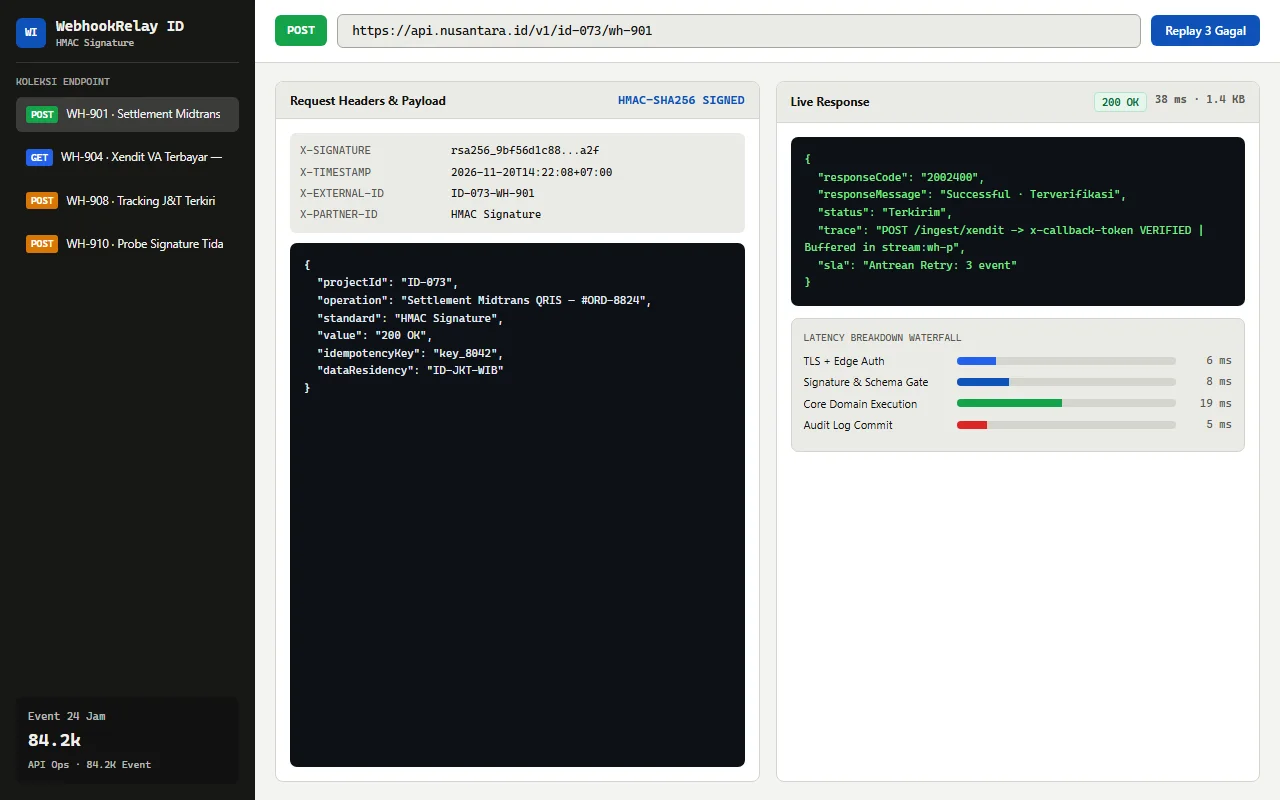 WI
WebhookRelay ID
HMAC Signature
KOLEKSI ENDPOINT
POST WH-901 · Settlement Midtrans
GET WH-904 · Xendit VA Terbayar —
POST WH-908 · Tracking J&T Terkiri
POST WH-910 · Probe Signature Tida
Event 24 Jam
84.2k
API Ops · 84.2K Event
POST
https://api.nusantara.id/v1/id-073/wh-901
Replay 3 Gagal
Request Headers & Payload
HMAC-SHA256 SIGNED
X-SIGNATURE rsa256_9bf56d1c88...a2f
X-TIMESTAMP 2026-11-20T14:22:08+07:00
X-EXTERNAL-ID ID-073-WH-901
X-PARTNER-ID HMAC Signature
{
"projectId": "ID-073",
"operation": "Settlement Midtrans QRIS — #ORD-8824",
"standard": "HMAC Signature",
"value": "200 OK",
"idempotencyKey": "key_8042",
"dataResidency": "ID-JKT-WIB"
}
Live Response
200 OK
38 ms · 1.4 KB
{
"responseCode": "2002400",
"responseMessage": "Successful · Terverifikasi",
"status": "Terkirim",
"trace": "POST /ingest/xendit -> x-callback-token VERIFIED |
Buffered in stream:wh-p",
"sla": "Antrean Retry: 3 event"
}
LATENCY BREAKDOWN WATERFALL
TLS + Edge Auth 6 ms
Signature & Schema Gate 8 ms
Core Domain Execution 19 ms
Audit Log Commit 5 ms